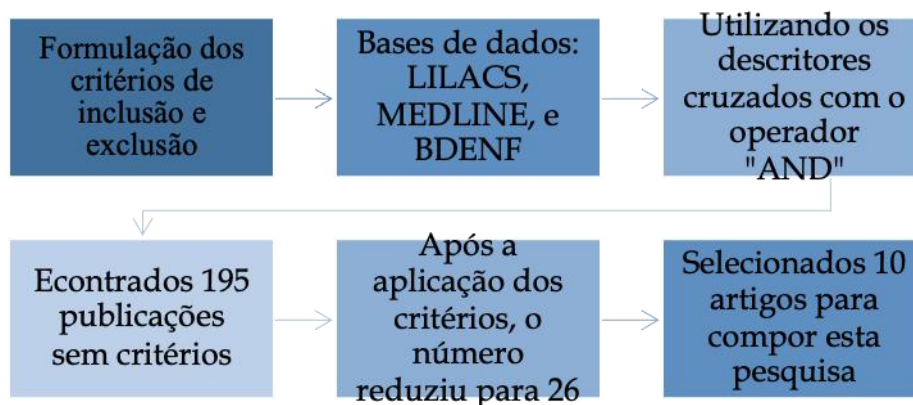 Formulação dos
critérios de
inclusão e
exclusão
Bases de dados:
LILACS,
MEDLINE, e
BDENF
Utilizando os
descritores
cruzados com o
operador
"AND"
Econtrados 195
publicações
sem critérios
Após a
aplicação dos
critérios, o
número
reduziu para 26
Selecionados 10
artigos para
compor esta
pesquisa